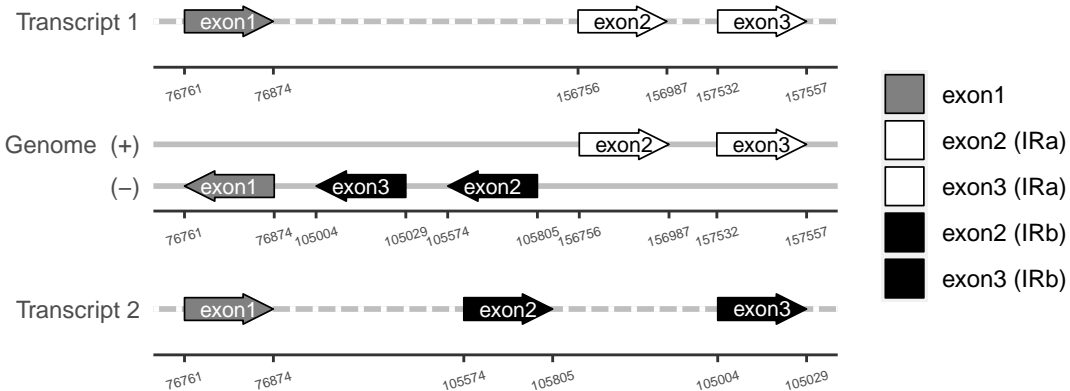 Transcript 1 exon1 exon2 exon3
76761 76874 156756 156987 157532 157557
Genome (+) exon2 exon3
(−) exon1 exon3 exon2
76761 76874 105004 105029 105574 105805 156756 156987 157532 157557
Transcript 2 exon1 exon2 exon3
76761 76874 105574 105805 105004 105029
exon1
exon2 (IRa)
exon3 (IRa)
exon2 (IRb)
exon3 (IRb)